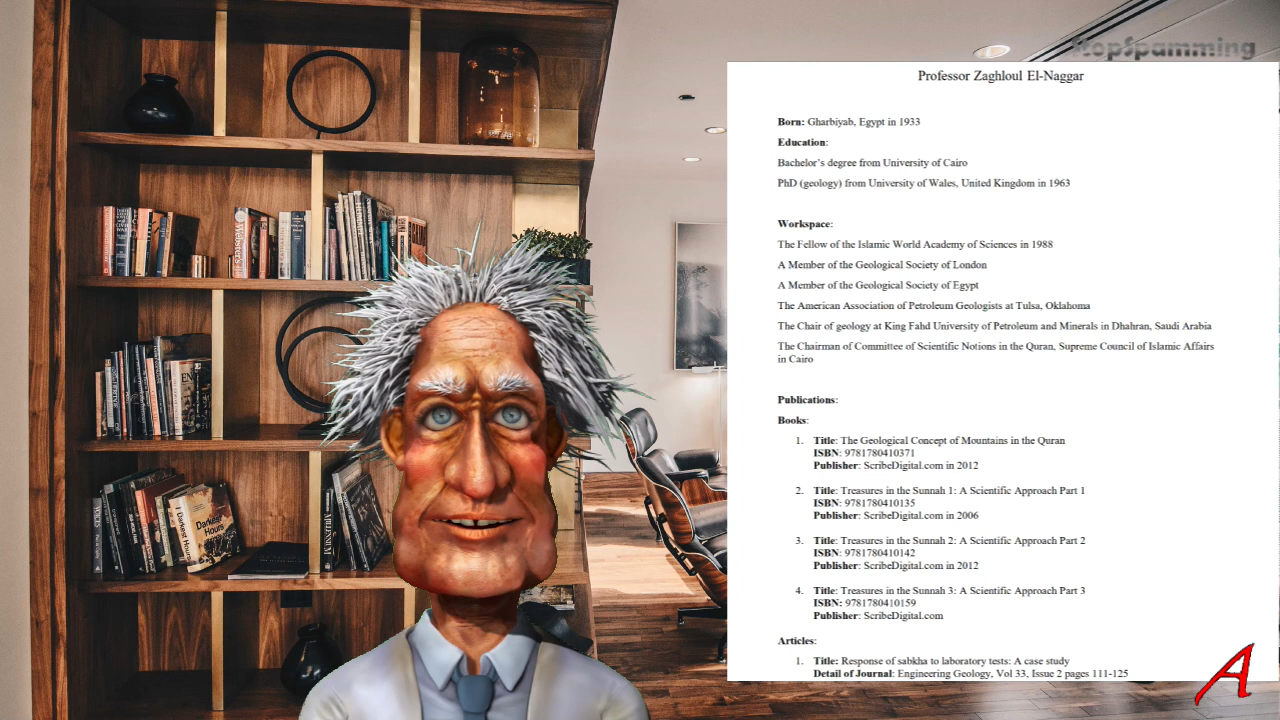 Stopspamming
Professor Zaghloul El-Naggar
Born: Gharbiyab, Egypt in 1933
Education:
Bachelor's degree from University of Cairo
PhD (geology) from University of Wales, United Kingdom in 1963
Workspace:
The Fellow of the Islamic World Academy of Sciences in 1988
A Member of the Geological Society of London
A Member of the Geological Society of Egypt
The American Association of Petroleum Geologists at Tulsa, Oklahoma
The Chair of geology at King Fahd University of Petroleum and Minerals in Dhahran, Saudi Arabia
The Chairman of Committee of Scientific Notions in the Quran, Supreme Council of Islamic Affairs
in Cairo
Publications:
Books:
1. Title: The Geological Concept of Mountains in the Quran
ISBN: 9781780410371
Publisher: ScribeDigital.com in 2012
2. Title: Treasures in the Sunnah 1: A Scientific Approach Part 1
ISBN: 9781780410135
Publisher: ScribeDigital.com in 2006
3. Title: Treasures in the Sunnah 2: A Scientific Approach Part 2
ISBN: 9781780410142
Publisher: ScribeDigital.com in 2012
4. Title: Treasures in the Sunnah 3: A Scientific Approach Part 3
ISBN: 9781780410159
Publisher: ScribeDigital.com
Articles:
1. Title: Response of sabkha to laboratory tests: A case study
Detail of Journal: Engineering Geology, Vol 33, Issue 2 pages 111-125
A
Darkest
Hours